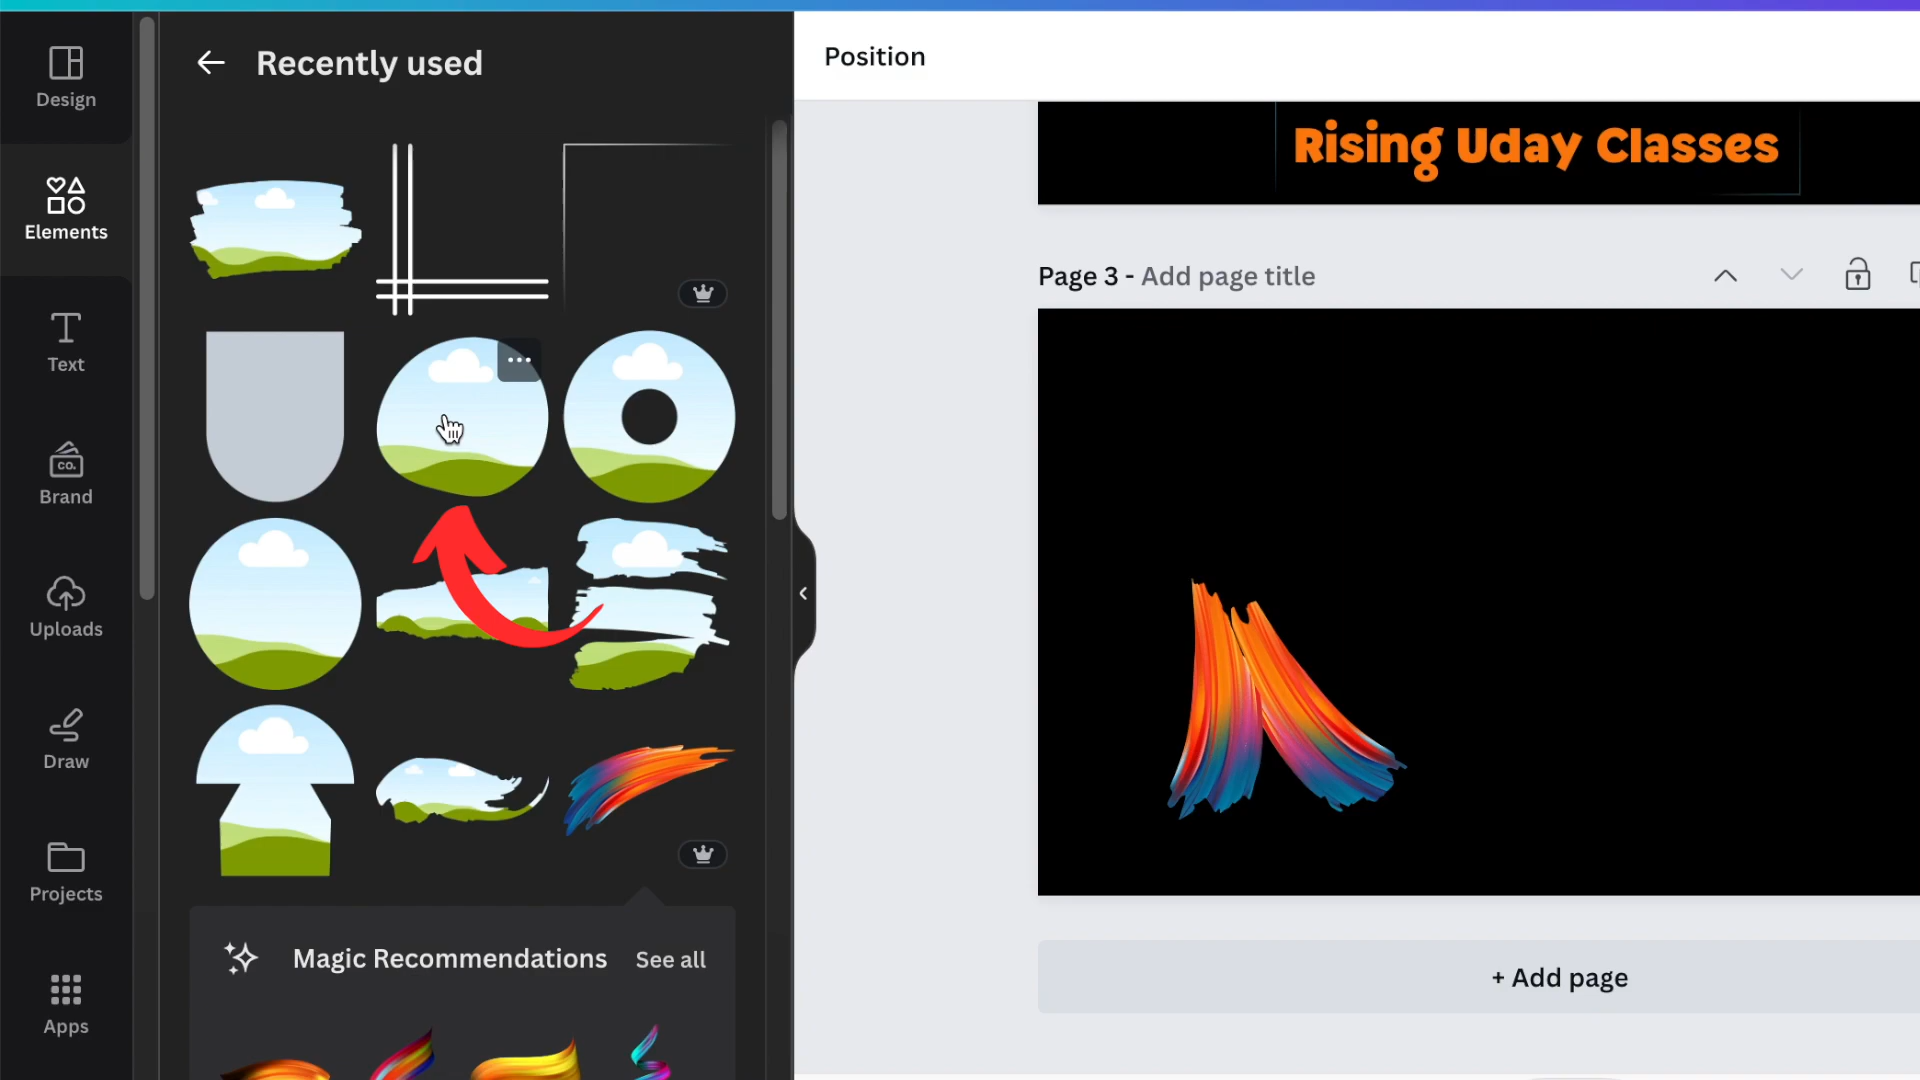 Design
Elements
Text
CO.
Brand
Uploads
Draw
Projects
Apps
Recently used
Magic Recommendations
See all
Position
Rising Uday Classes
Page 3 - Add page title
+ Add page